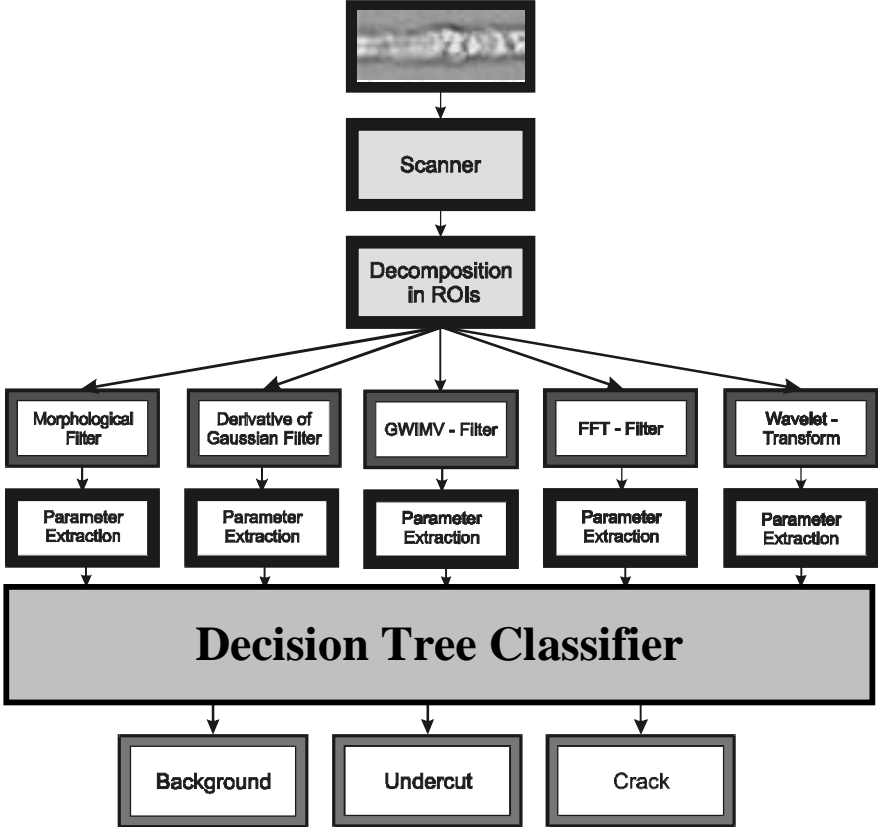 Scanner
Decomposition
in ROIs
Morphological
Filter
Derivative of
Gaussian Filter
GWIMV - Filter
FFT - Filter
Wavelet -
Transform
Parameter
Extraction
Parameter
Extraction
Parameter
Extraction
Parameter
Extraction
Parameter
Extraction
Decision Tree Classifier
Background
Undercut
Crack